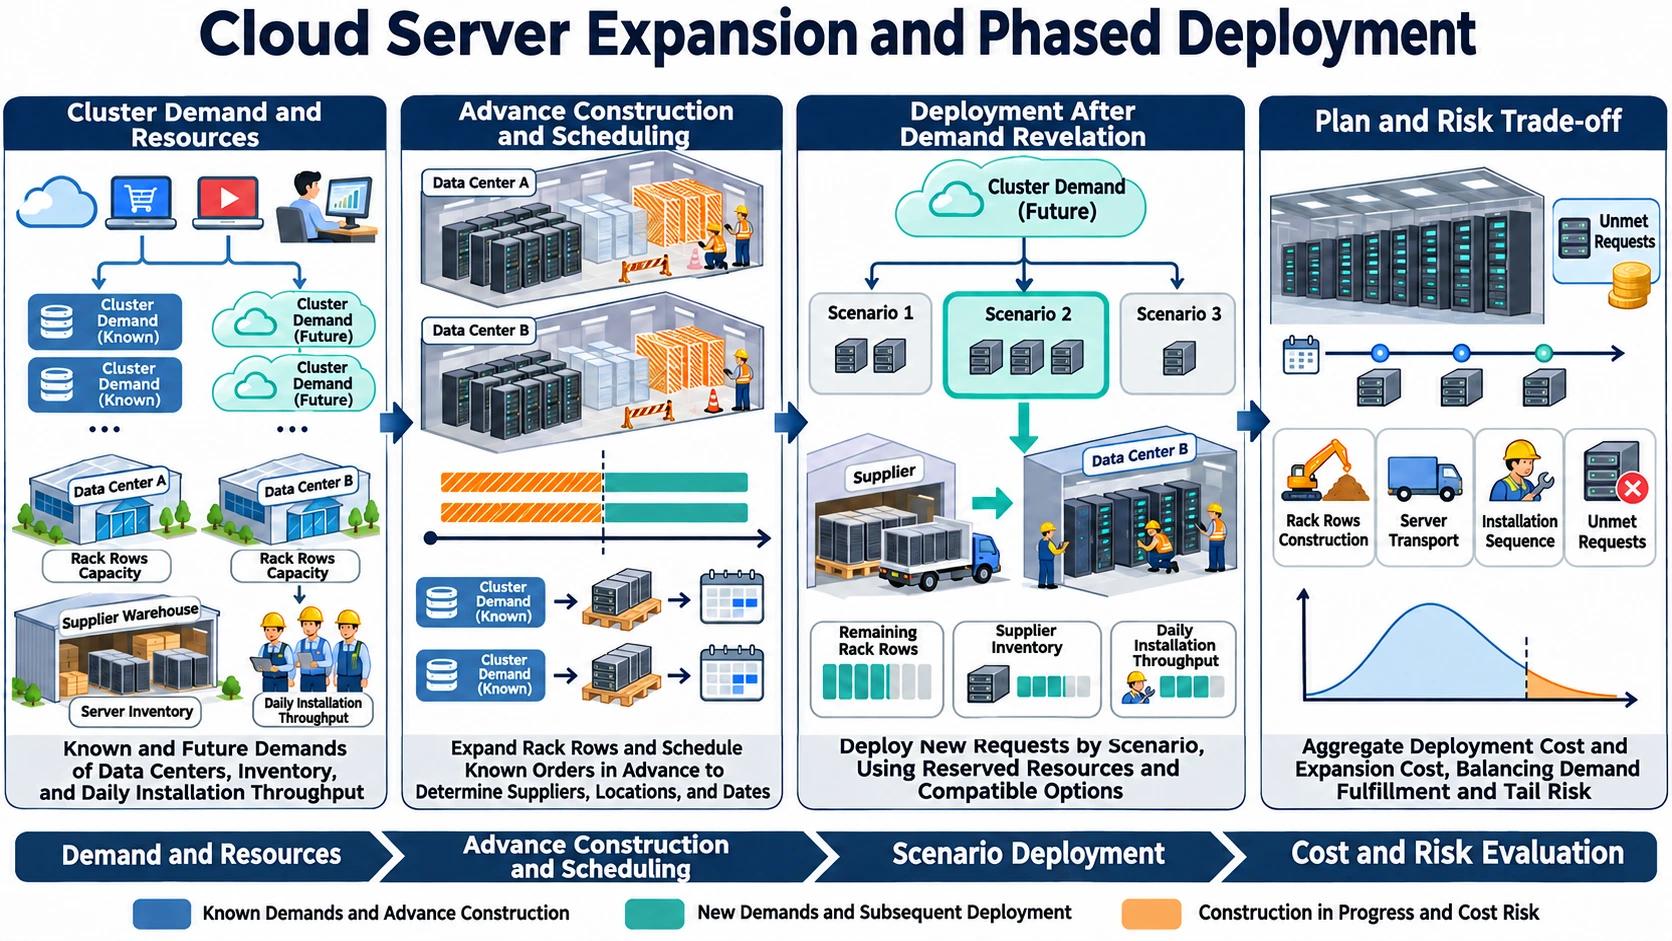 Cloud Server Expansion and Phased Deployment
Cluster Demand and
Resources
Cluster
Demand
(Known)
Cluster
Demand
(Future)
Cluster
Demand
(Known)
Cluster
Demand
(Future)
...
...
Data Center A
Data Center B
Rack Rows
Capacity
Rack Rows
Capacity
Supplier Warehouse
Server Inventory
Daily Installation
Throughput
Known and Future Demands
of Data Centers, Inventory,
and Daily Installation Throughput
Advance Construction
and Scheduling
Data Center A
Data Center B
Cluster
Demand
(Known)
Cluster
Demand
(Known)
Expand Rack Rows and Schedule
Known Orders in Advance to
Determine Suppliers, Locations, and Dates
Deployment After
Demand Revelation
Cluster Demand
(Future)
Scenario 1
Scenario 2
Scenario 3
Supplier
Data Center B
Remaining
Rack Rows
Supplier
Inventory
Daily
Installation
Throughput
Deploy New Requests by Scenario,
Using Reserved Resources and
Compatible Options
Plan and Risk Trade-off
Unmet
Requests
Rack Rows
Construction
Server
Transport
Installation
Sequence
Unmet
Requests
Aggregate Deployment Cost and
Expansion Cost, Balancing Demand
Fulfillment and Tail Risk
Demand and Resources
Advance Construction
and Scheduling
Scenario Deployment
Cost and Risk Evaluation
Known Demands and Advance Construction
New Demands and Subsequent Deployment
Construction in Progress and Cost Risk